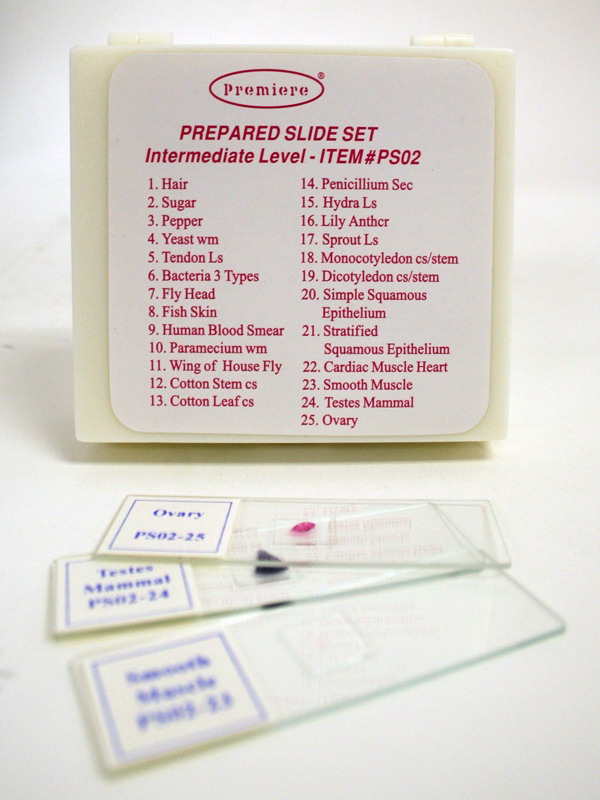 Premiere®
PREPARED SLIDE SET
Intermediate Level - ITEM#PS02
1. Hair
2. Sugar
3. Pepper
4. Yeast wm
5. Tendon Ls
6. Bacteria 3 Types
7. Fly Head
8. Fish Skin
9. Human Blood Smear
10. Paramecium wm
11. Wing of House Fly
12. Cotton Stem cs
13. Cotton Leaf cs
14. Penicillium Sec
15. Hydra Ls
16. Lily Anthcr
17. Sprout Ls
18. Monocotyledon cs/stem
19. Dicotyledon cs/stem
20. Simple Squamous
Epithelium
21. Stratified
Squamous Epithelium
22. Cardiac Muscle Heart
23. Smooth Muscle
24. Testes Mammal
25. Ovary
Ovary
PS02-25
Testes
Mammal
PS02-24
Smooth
Muscle
PS02-23